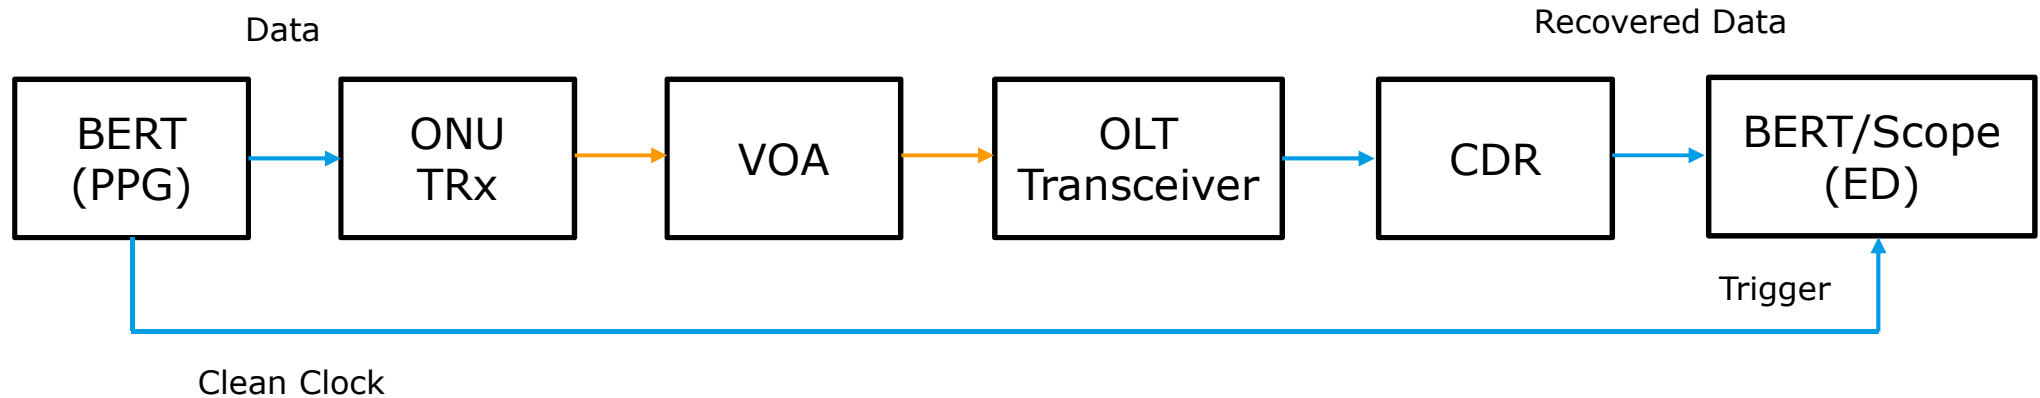 Data
Recovered Data
BERT
(PPG)
ONU
TRx
VOA
OLT
Transceiver
CDR
BERT/Scope
(ED)
Trigger
Clean Clock